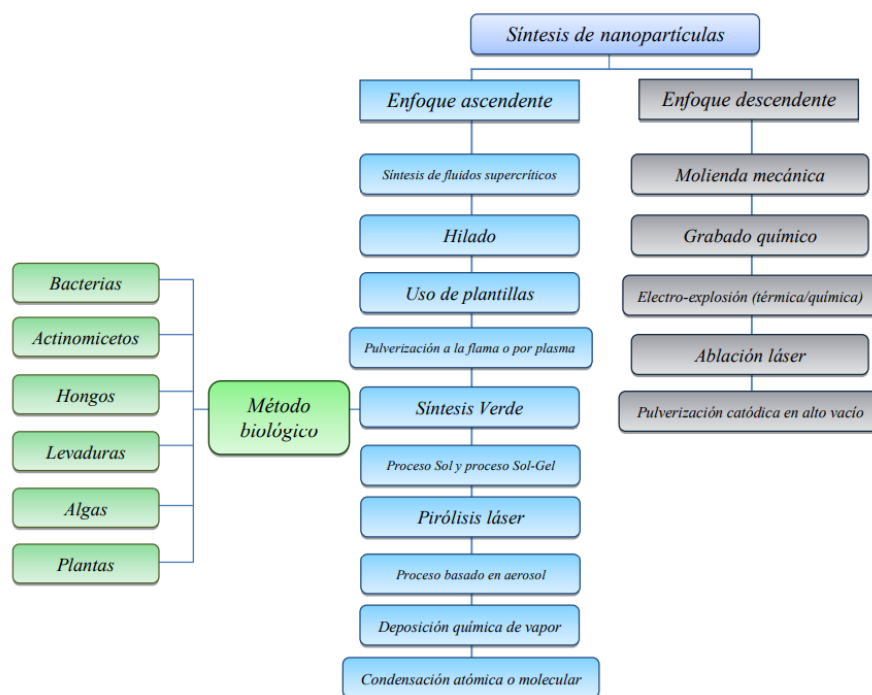 Síntesis de nanopartículas
Enfoque ascendente
Enfoque descendente
Síntesis de fluidos supercríticos
Molienda mecánica
Hilado
Grabado químico
Bacterias
Uso de plantillas
Electro-explosión (térmica/química)
Actinomicetos
Pulverización a la flama o por plasma
Ablación láser
Hongos
Método
biológico
Síntesis Verde
Pulverización catódica en alto vacío
Levaduras
Proceso Sol y proceso Sol-Gel
Algas
Pirólisis láser
Plantas
Proceso basado en aerosol
Deposición química de vapor
Condensación atómica o molecular